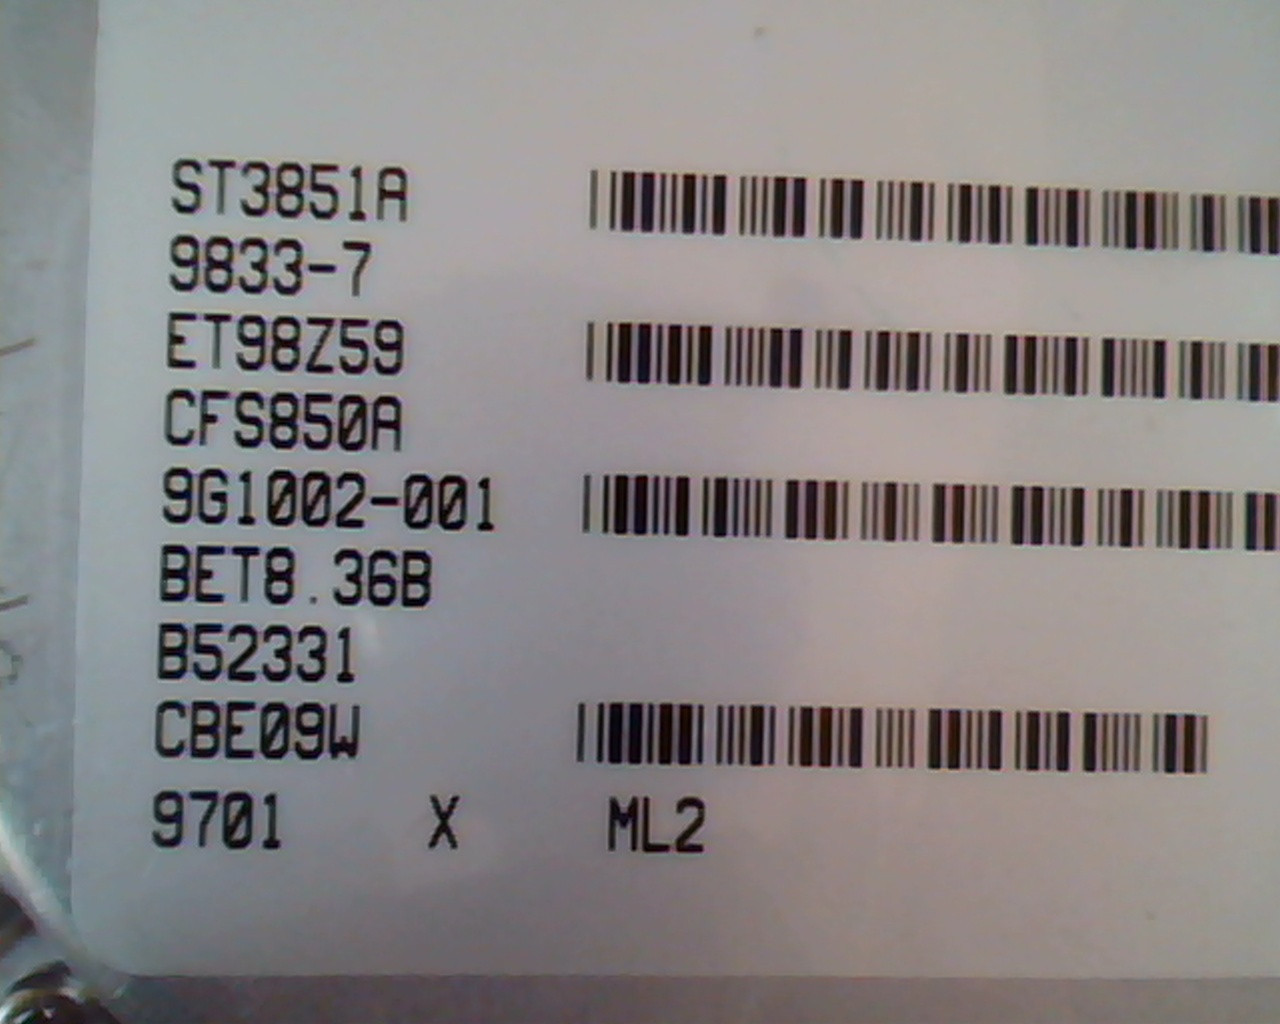 ST3851A
9833-7
ET98Z59
CFS850A
9G1002-001
BET8.36B
B52331
CBE09W
9701 X ML2